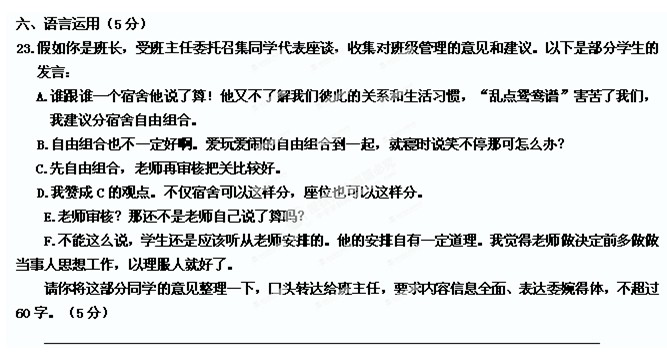 六、语言运用（5分）
23.假如你是班长，受班主任委托召集同学代表座谈，收集对班级管理的意见和建议。以下是部分学生的
发言：
A.谁跟谁一个宿舍他说了算！他又不了解我们彼此的关系和生活习惯，“乱点鸳鸯谱”害苦了我们，
我建议分宿舍自由组合。
B.自由组合也不一定好啊。爱玩爱闹的自由组合到一起，就寝时说笑不停那可怎么办？
C.先自由组合，老师再审核把关比较好。
D.我赞成C的观点。不仅宿舍可以这样分，座位也可以这样分。
E.老师审核？那还不是老师自己说了算吗？
F.不能这么说，学生还是应该听从老师安排的。他的安排自有一定道理。我觉得老师做决定前多做做
当事人思想工作，以理服人就好了。
请你将这部分同学的意见整理一下，口头转达给班主任，要求内容信息全面、表达委婉得体，不超过
60字。（5分）